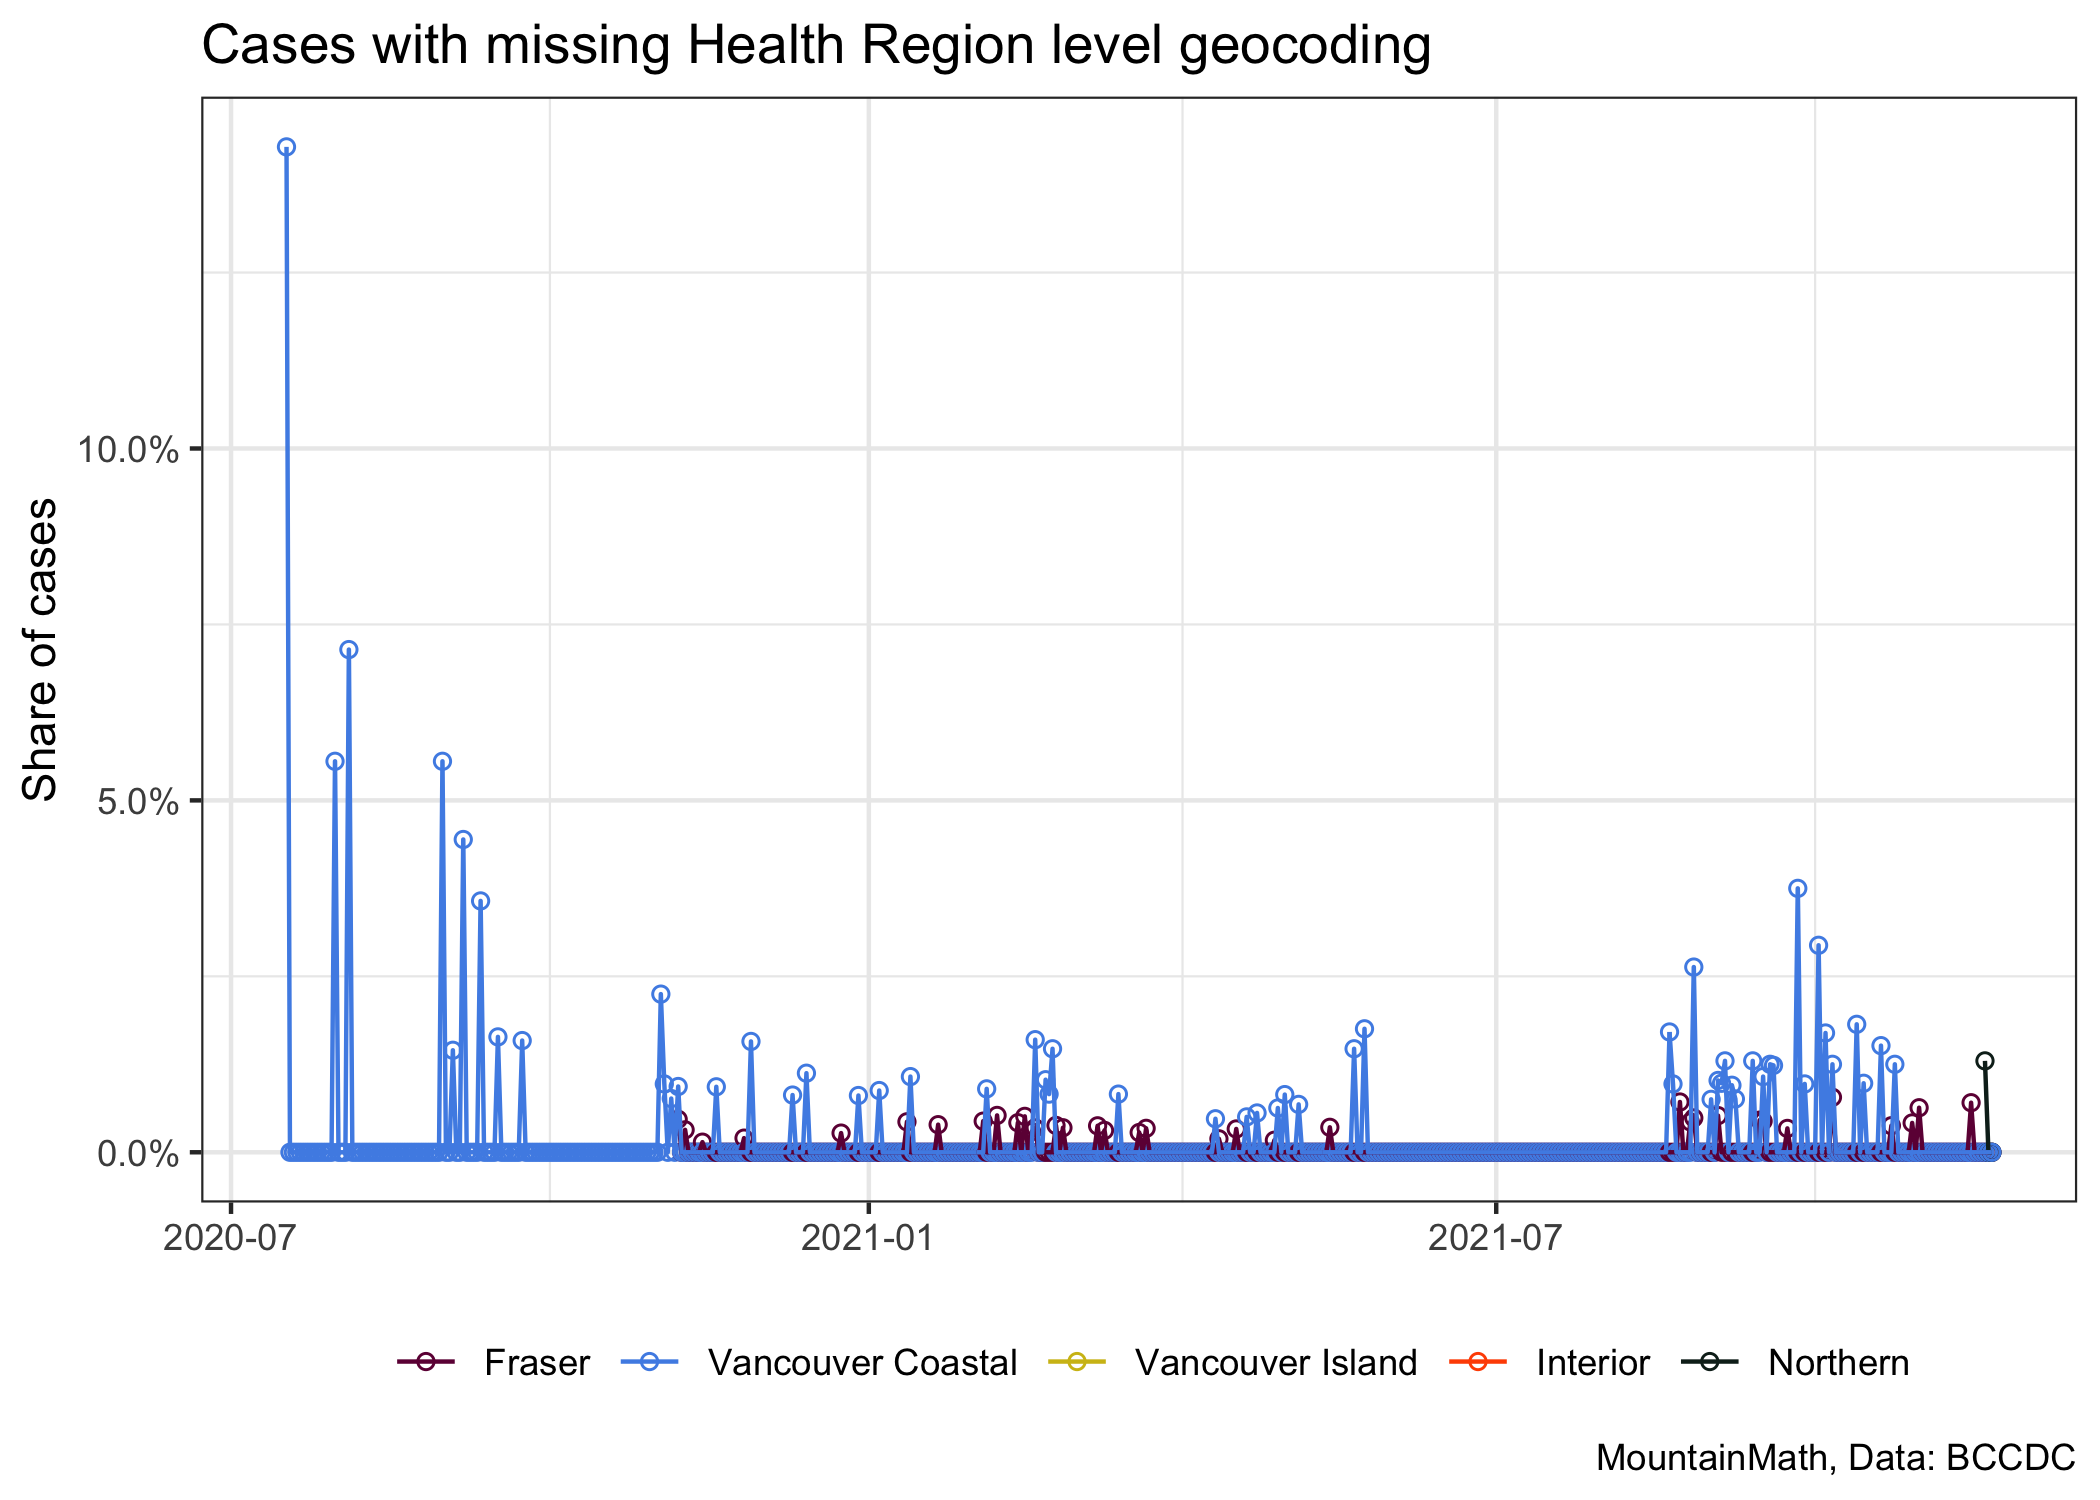 Cases with missing Health Region level geocoding
Share of cases
10.0%
5.0%
0.0%
2020-07
2021-01
2021-07
Fraser
Vancouver Coastal
Vancouver Island
Interior
Northern
MountainMath, Data: BCCDC